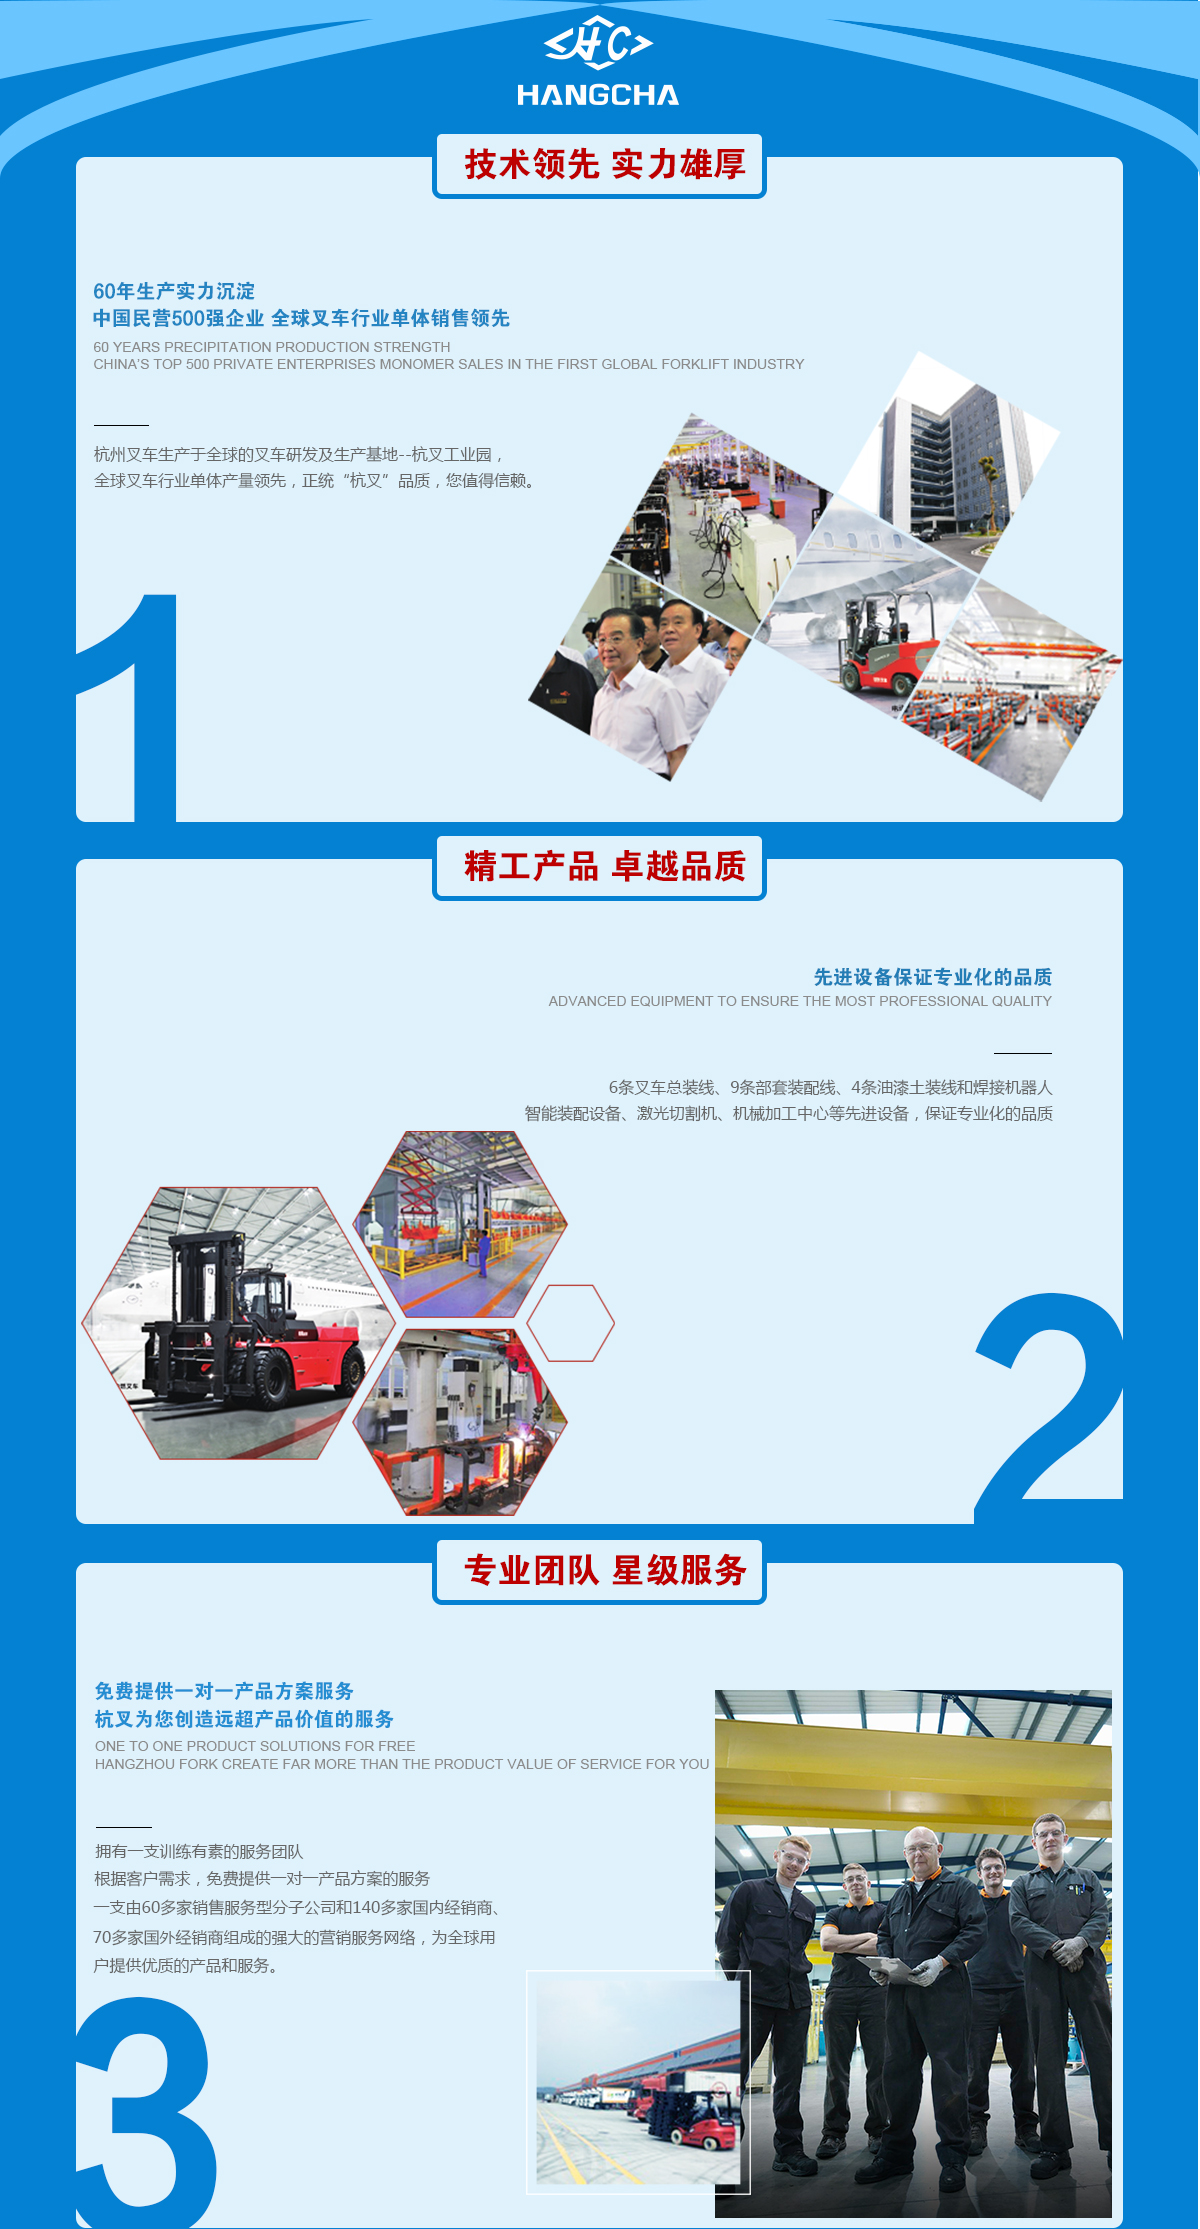 HC
HANGCHA
技术领先 实力雄厚
60年生产实力沉淀
中国民营500强企业 全球叉车行业单体销售领先
60 YEARS PRECIPITATION PRODUCTION STRENGTH
CHINA'S TOP 500 PRIVATE ENTERPRISES MONOMER SALES IN THE FIRST GLOBAL FORKLIFT INDUSTRY
杭州叉车生产于全球的叉车研发及生产基地--杭叉工业园，
全球叉车行业单体产量领先，正统“杭叉”品质，您值得信赖。
1
精工产品 卓越品质
先进设备保证专业化的品质
ADVANCED EQUIPMENT TO ENSURE THE MOST PROFESSIONAL QUALITY
6条叉车总装线、9条部套装配线、4条油漆土装线和焊接机器人
智能装配设备、激光切割机、机械加工中心等先进设备，保证专业化的品质
2
专业团队 星级服务
免费提供一对一产品方案服务
杭叉为您创造远超产品价值的服务
ONE TO ONE PRODUCT SOLUTIONS FOR FREE
HANGZHOU FORK CREATE FAR MORE THAN THE PRODUCT VALUE OF SERVICE FOR YOU
拥有一支训练有素的服务团队
根据客户需求，免费提供一对一产品方案的服务
一支由60多家销售服务型分子公司和140多家国内经销商、
70多家国外经销商组成的强大的营销服务网络，为全球用
户提供优质的产品和服务。
3